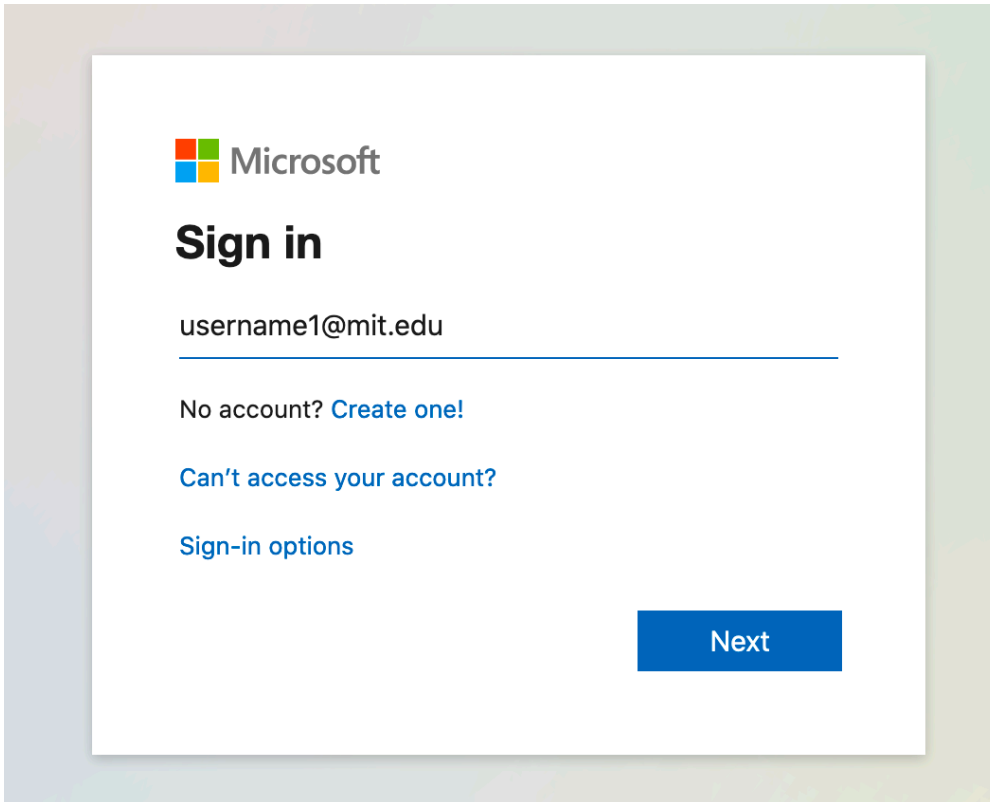 Microsoft
Sign in
username1@mit.edu
No account? Create one!
Can’t access your account?
Sign-in options
Next